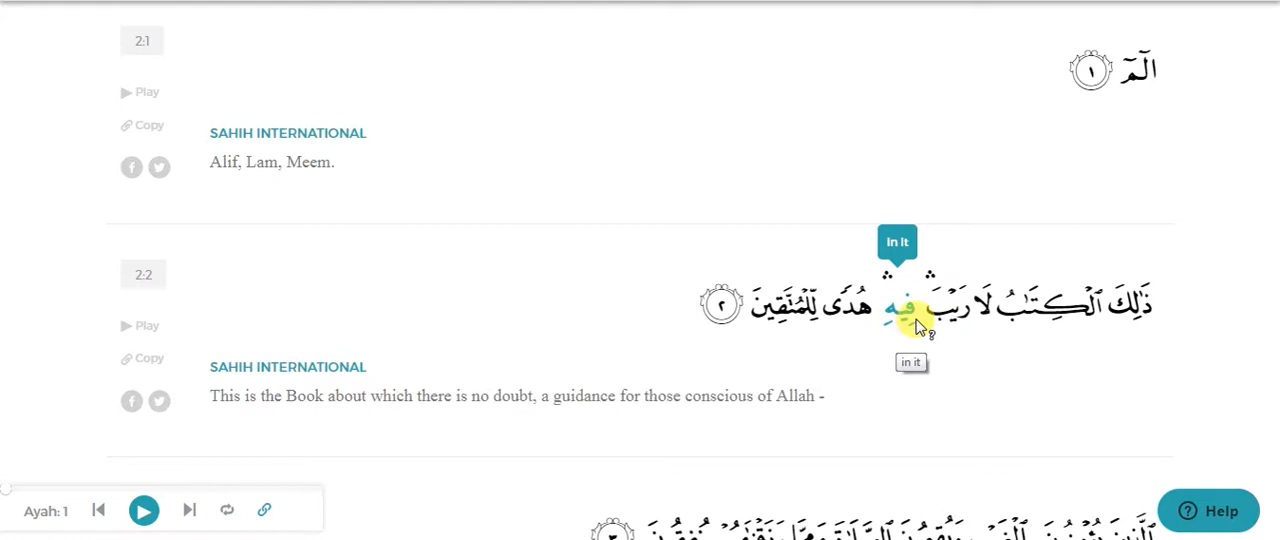 2:1
الٓمٓ ١
Play
Copy
SAHIH INTERNATIONAL
Alif, Lam, Meem.
In It
2:2
ذَٰلِكَ ٱلْكِتَـٰبُ لَا رَيْبَ ۛ فِيهِ ۛ هُدًى لِّلْمُتَّقِينَ ٢
Play
in it
Copy
SAHIH INTERNATIONAL
This is the Book about which there is no doubt, a guidance for those conscious of Allah -
Ayah: 1
Help